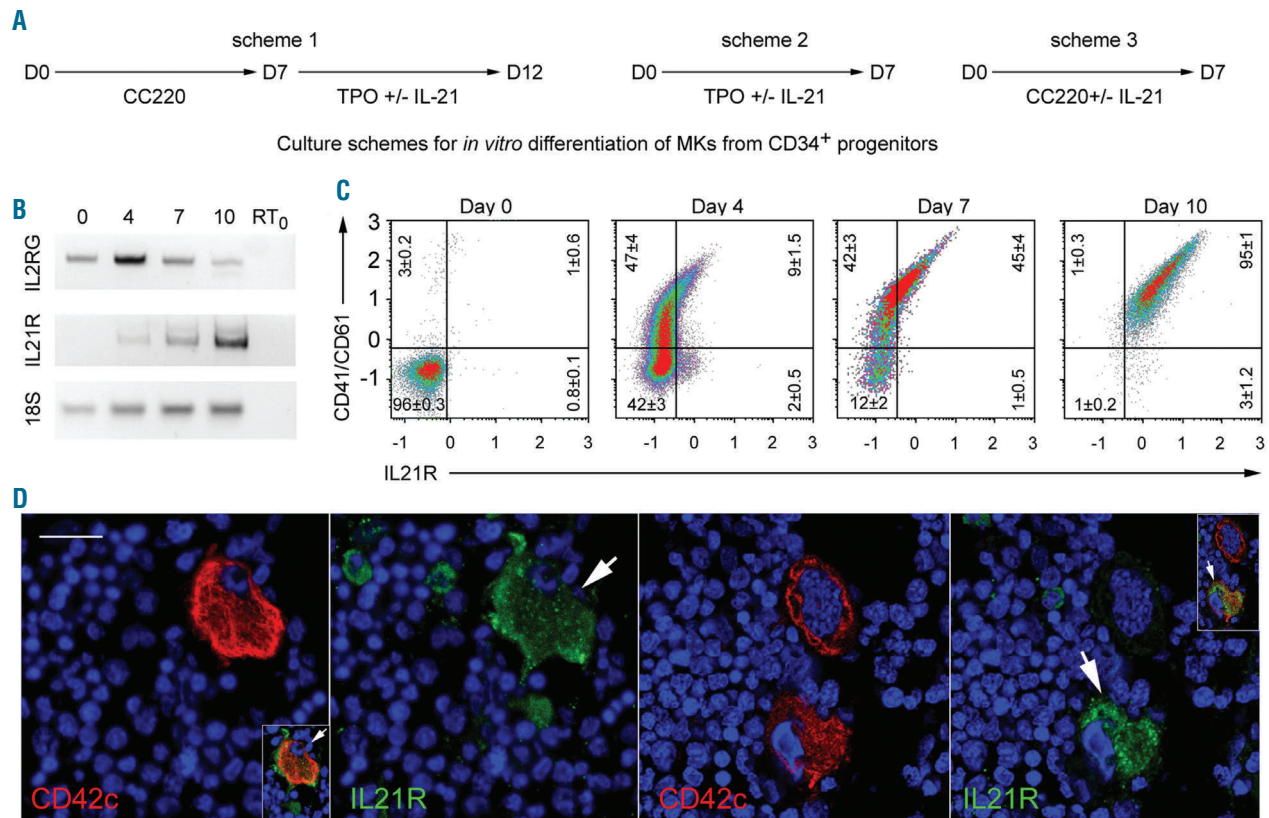 A
scheme 1
scheme 2
scheme 3
D0 D7 D12
D0 D7
D0 D7
CC220
TPO +/- IL-21
TPO +/- IL-21
CC220+/- IL-21
Culture schemes for in vitro differentiation of MKs from CD34+ progenitors
B
0 4 7 10 RT0
IL2RG
IL21R
18S
C
Day 0
Day 4
Day 7
Day 10
CD41/CD61
3
2
1
0
-1
3±0.2
1±0.6
96±0.3
0.8±0.1
47±4
9±1.5
42±3
2±0.5
42±3
45±4
12±2
1±0.5
1±0.3
95±1
1±0.2
3±1.2
-1 0 1 2 3
-1 0 1 2 3
-1 0 1 2 3
-1 0 1 2 3
IL21R
D
CD42c
IL21R
CD42c
IL21R